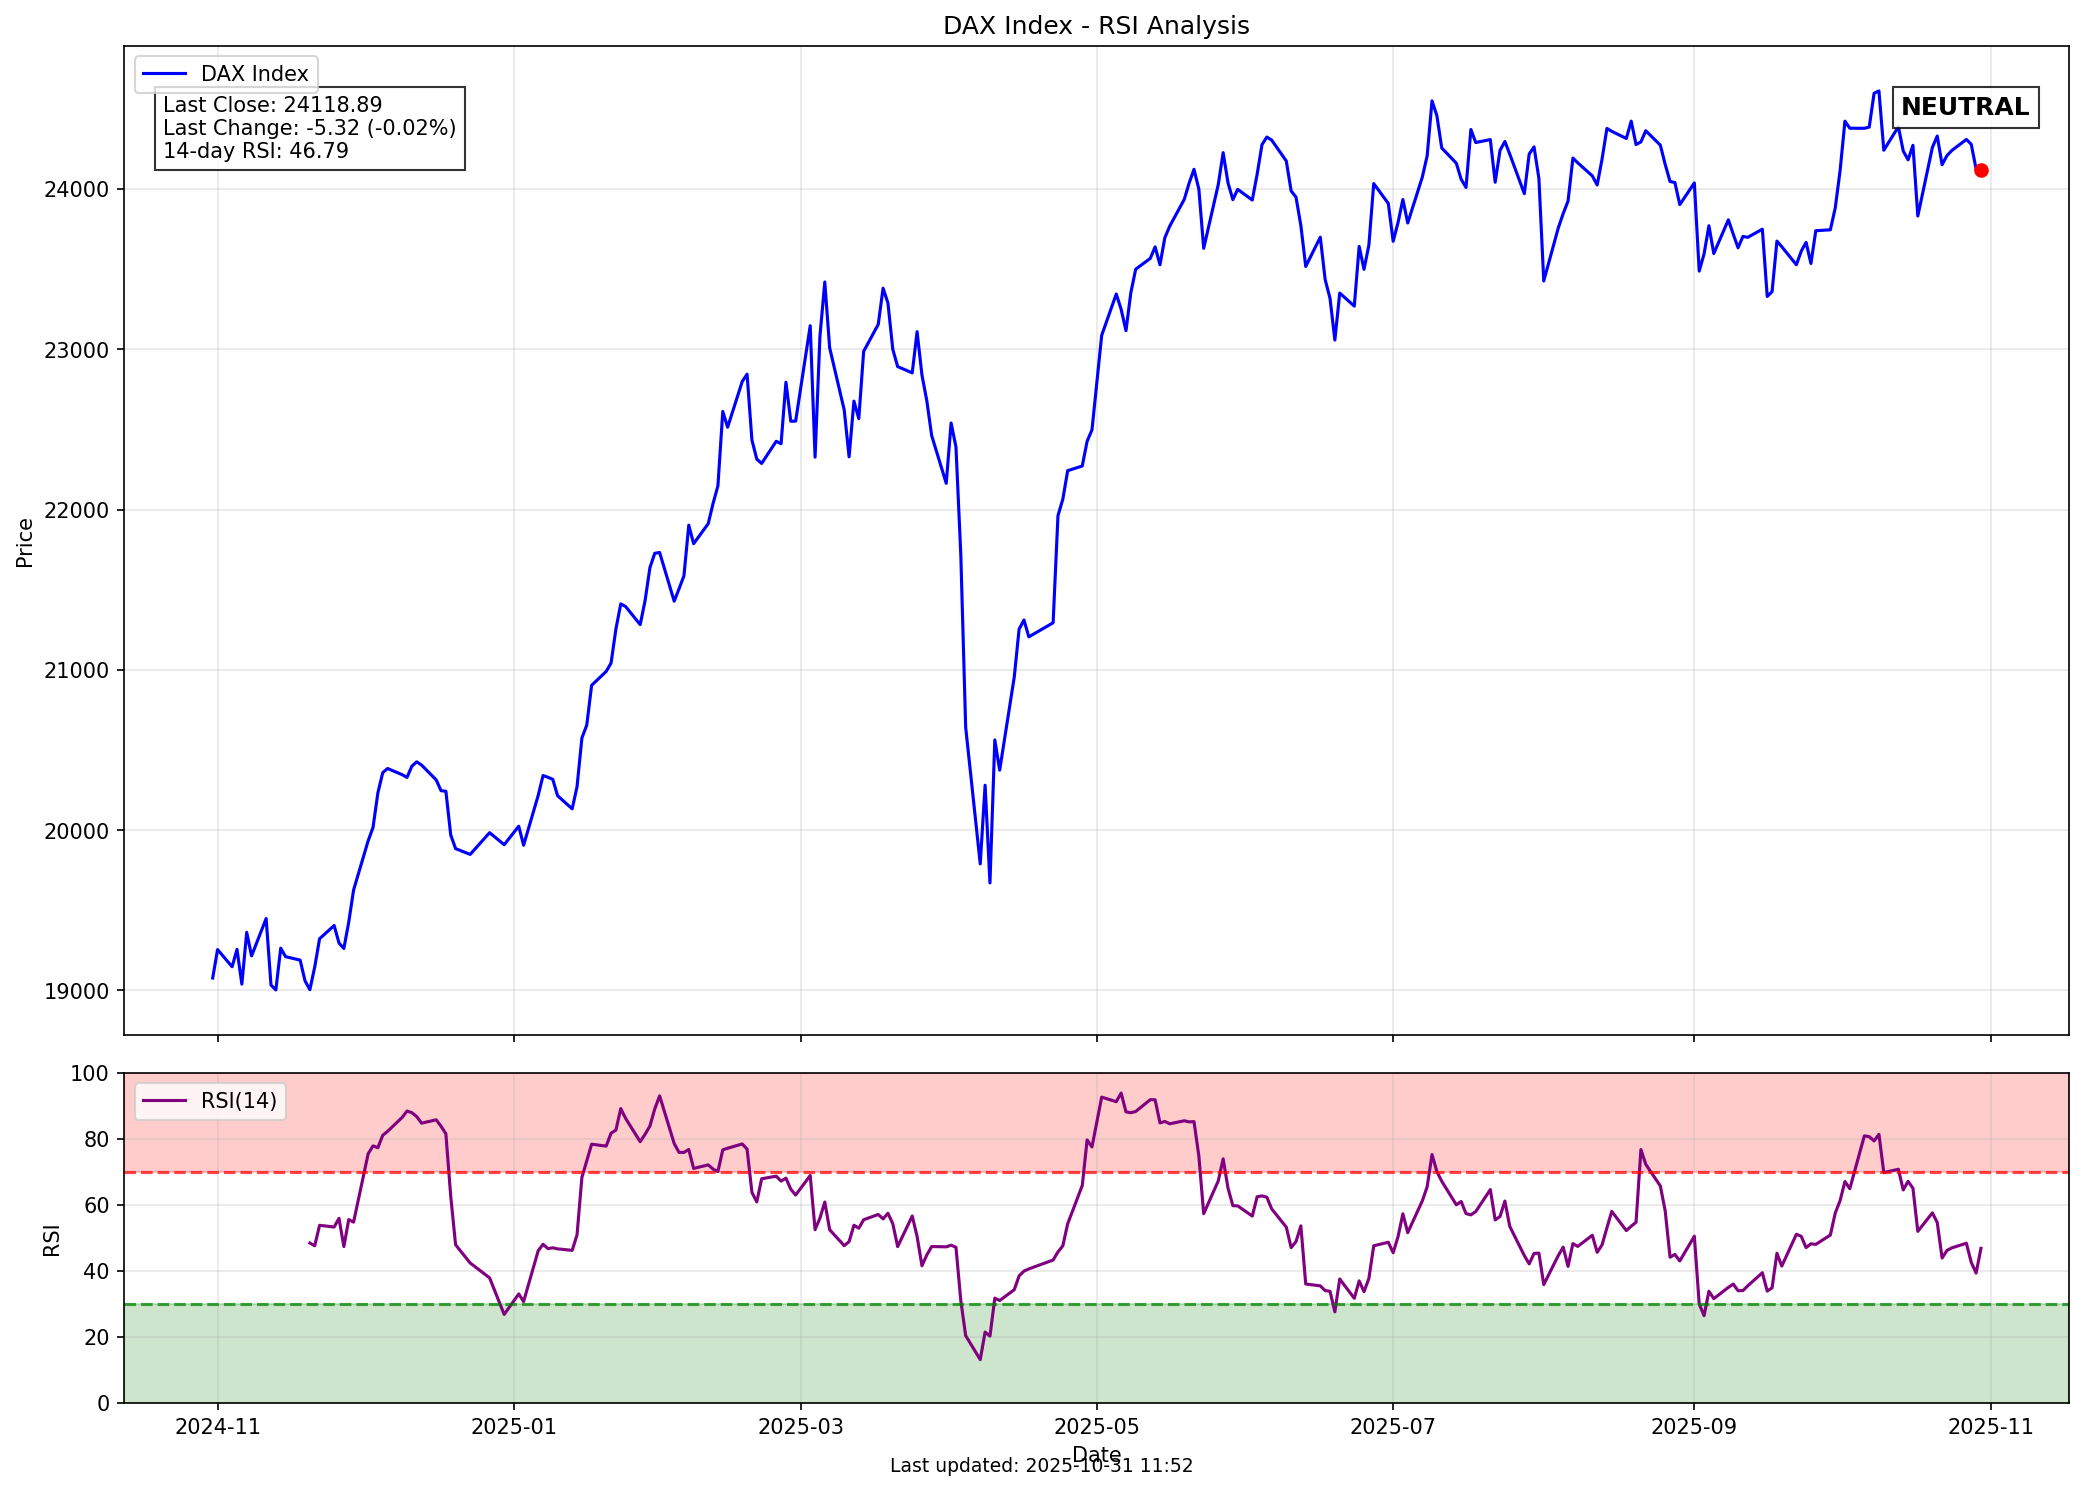 DAX Index - RSI Analysis
DAX Index
Last Close: 24118.89
Last Change: -5.32 (-0.02%)
14-day RSI: 46.79
NEUTRAL
24000
23000
22000
21000
20000
19000
Price
RSI(14)
100
80
60
40
20
0
RSI
2024-11
2025-01
2025-03
2025-05
2025-07
2025-09
2025-11
Date
Last updated: 2025-10-31 11:52